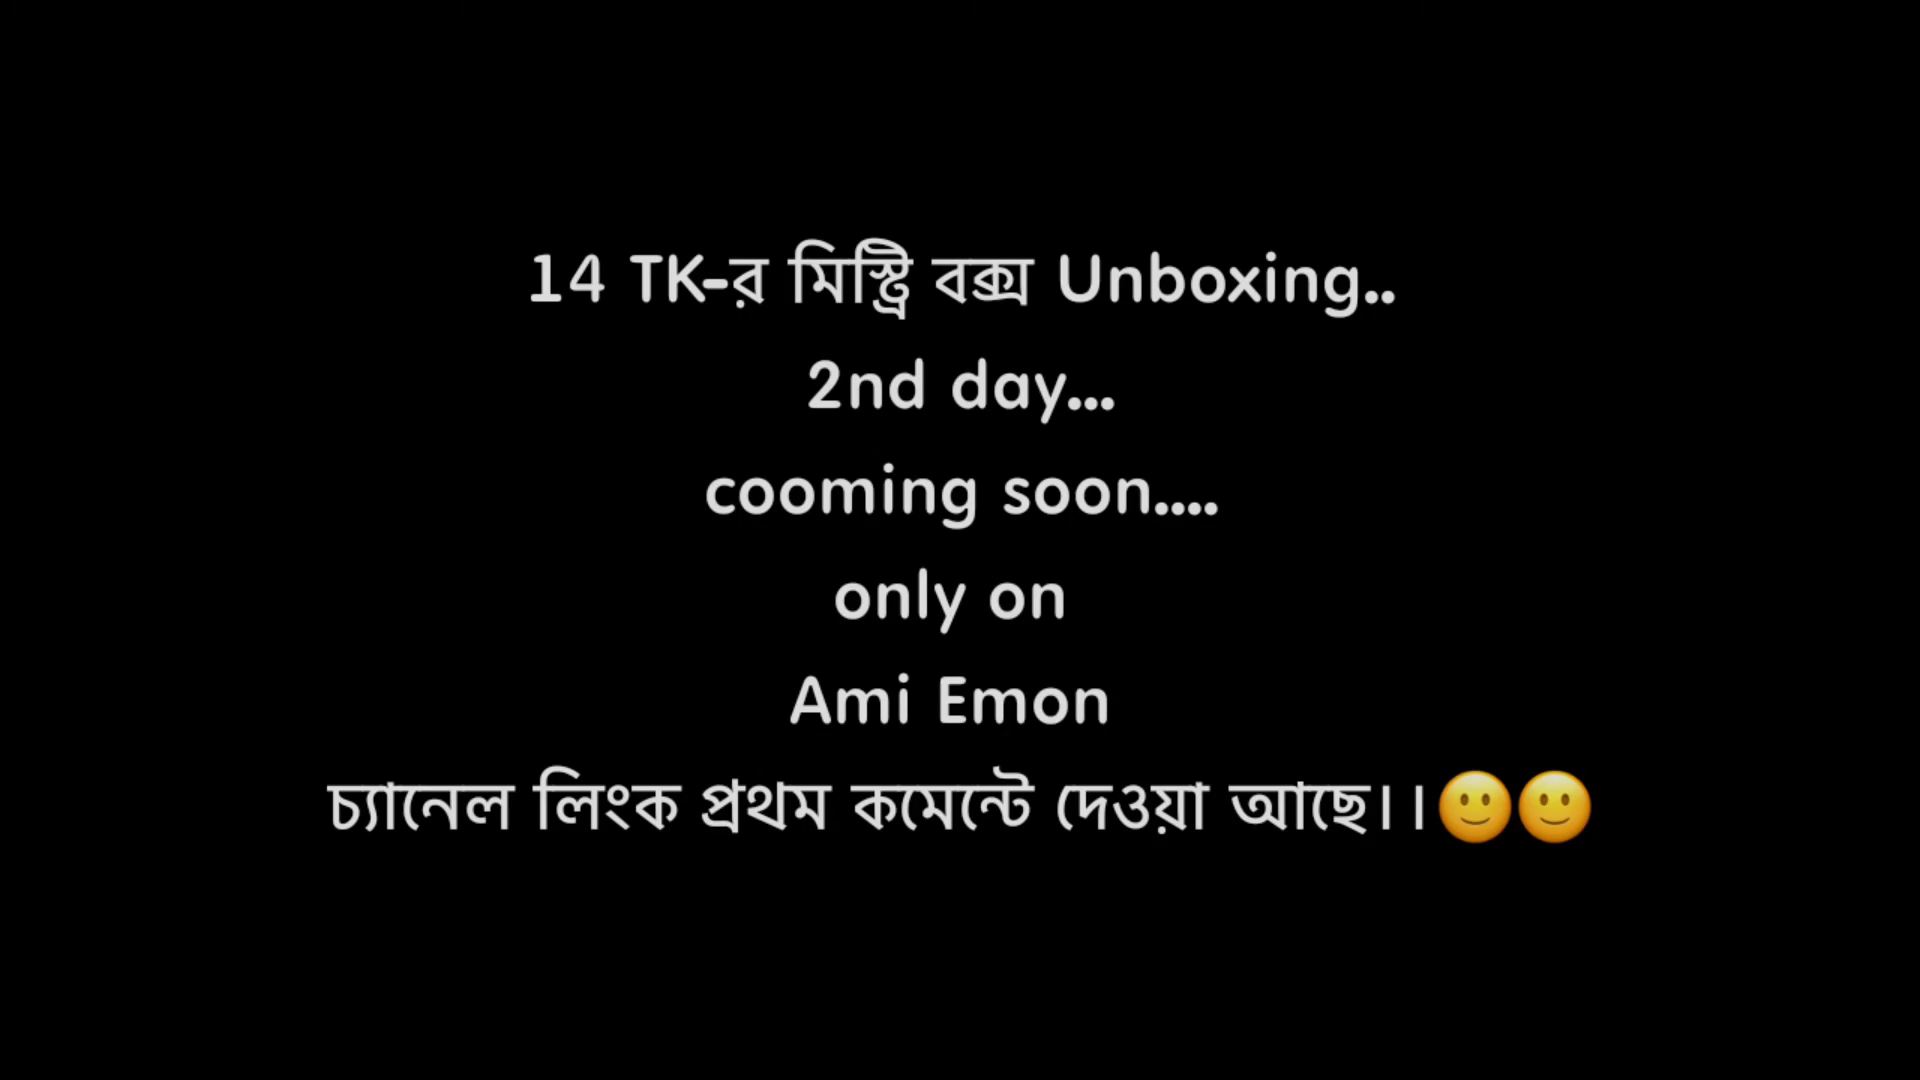 14 TK-র মিস্ট্রি বক্স Unboxing..
2nd day...
cooming soon....
only on
Ami Emon
চ্যানেল লিংক প্রথম কমেন্টে দেওয়া আছে।।🙂🙂